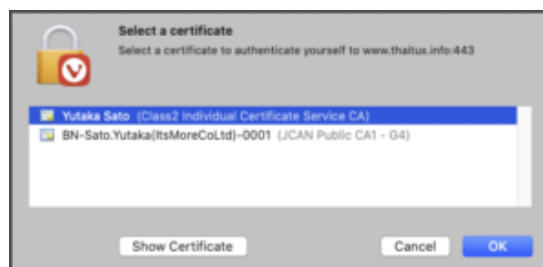 Select a certificate
Select a certificate to authenticate yourself to www.thaitux.info:443
Yutaka Sato (Class2 Individual Certificate Service CA)
BN-Sato.Yutaka(ItsMoreCoLtd)-0001 (JCAN Public CA1 - G4)
Show Certificate
Cancel
OK